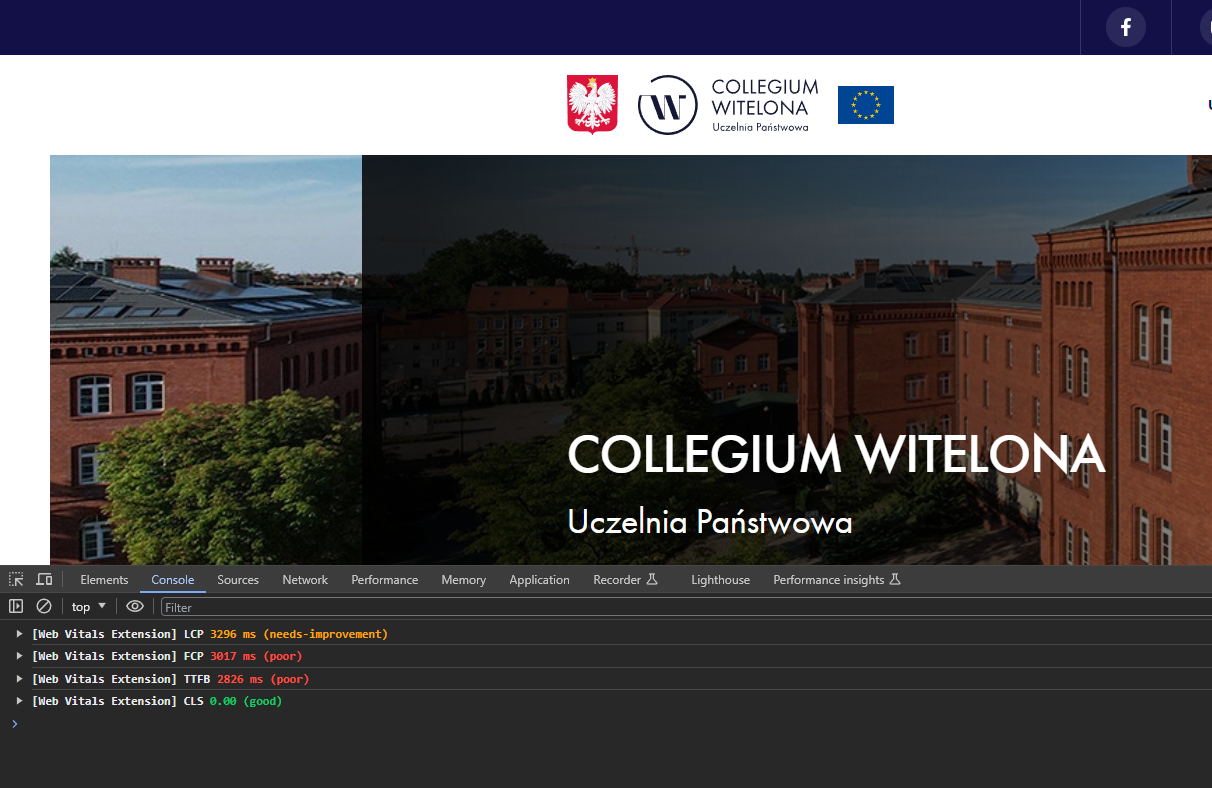 COLLEGIUM
WITELONA
Uczelnia Państwowa
COLLEGIUM WITELONA
Uczelnia Państwowa
Elements Console Sources Network Performance Memory Application Recorder Lighthouse Performance insights
top Filter
[Web Vitals Extension] LCP 3296 ms (needs-improvement)
[Web Vitals Extension] FCP 3017 ms (poor)
[Web Vitals Extension] TTFB 2826 ms (poor)
[Web Vitals Extension] CLS 0.00 (good)